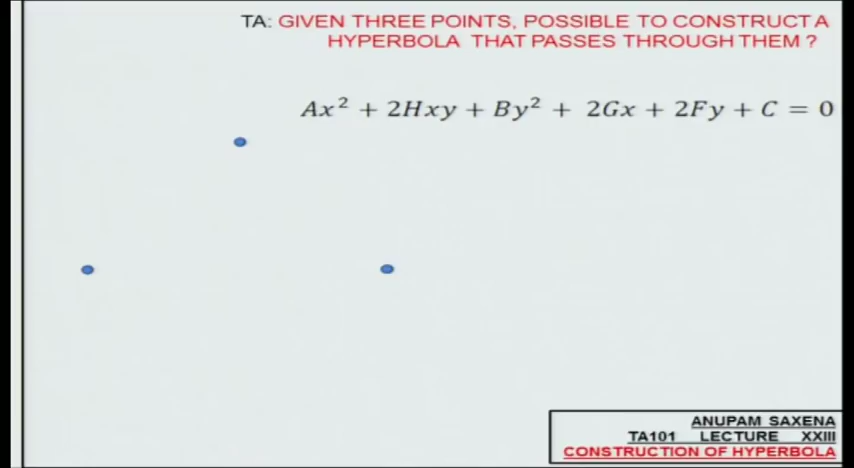 TA: GIVEN THREE POINTS, POSSIBLE TO CONSTRUCT A
HYPERBOLA THAT PASSES THROUGH THEM ?
Ax² + 2Hxy + By² + 2Gx + 2Fy + C = 0
ANUPAM SAXENA
TA101 LECTURE XXIII
CONSTRUCTION OF HYPERBOLA